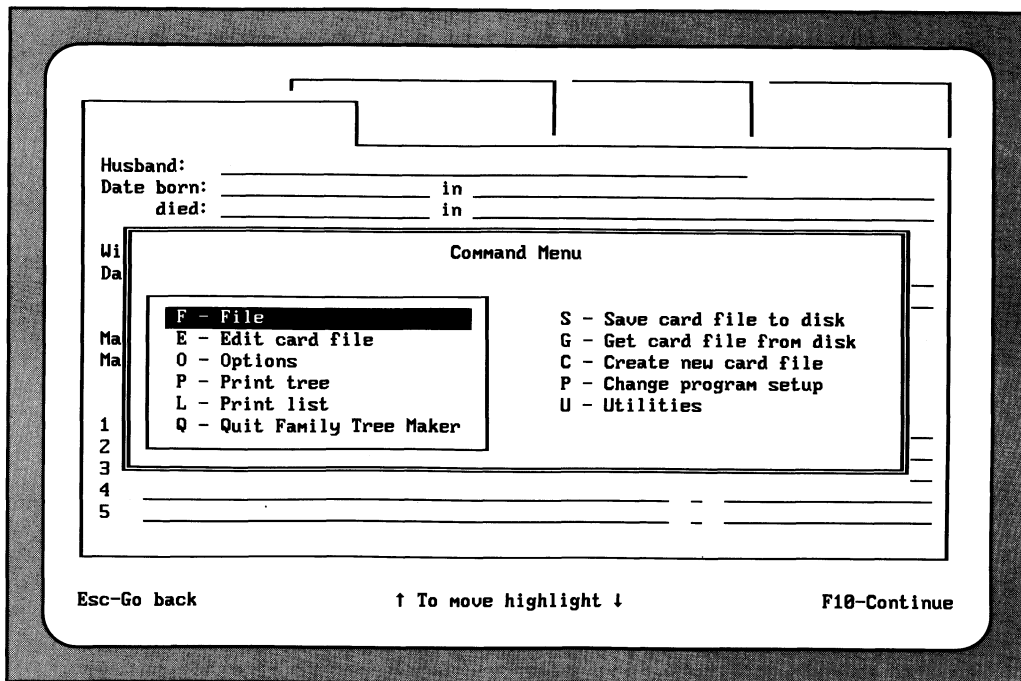 Husband:
Date born: in
died: in
Wi
Da
Command Menu
F - File
E - Edit card file
O - Options
P - Print tree
L - Print list
Q - Quit Family Tree Maker
S - Save card file to disk
G - Get card file from disk
C - Create new card file
P - Change program setup
U - Utilities
Ma
Ma
1
2
3
4 -
5 -
Esc-Go back ↑ To move highlight ↓ F10-Continue